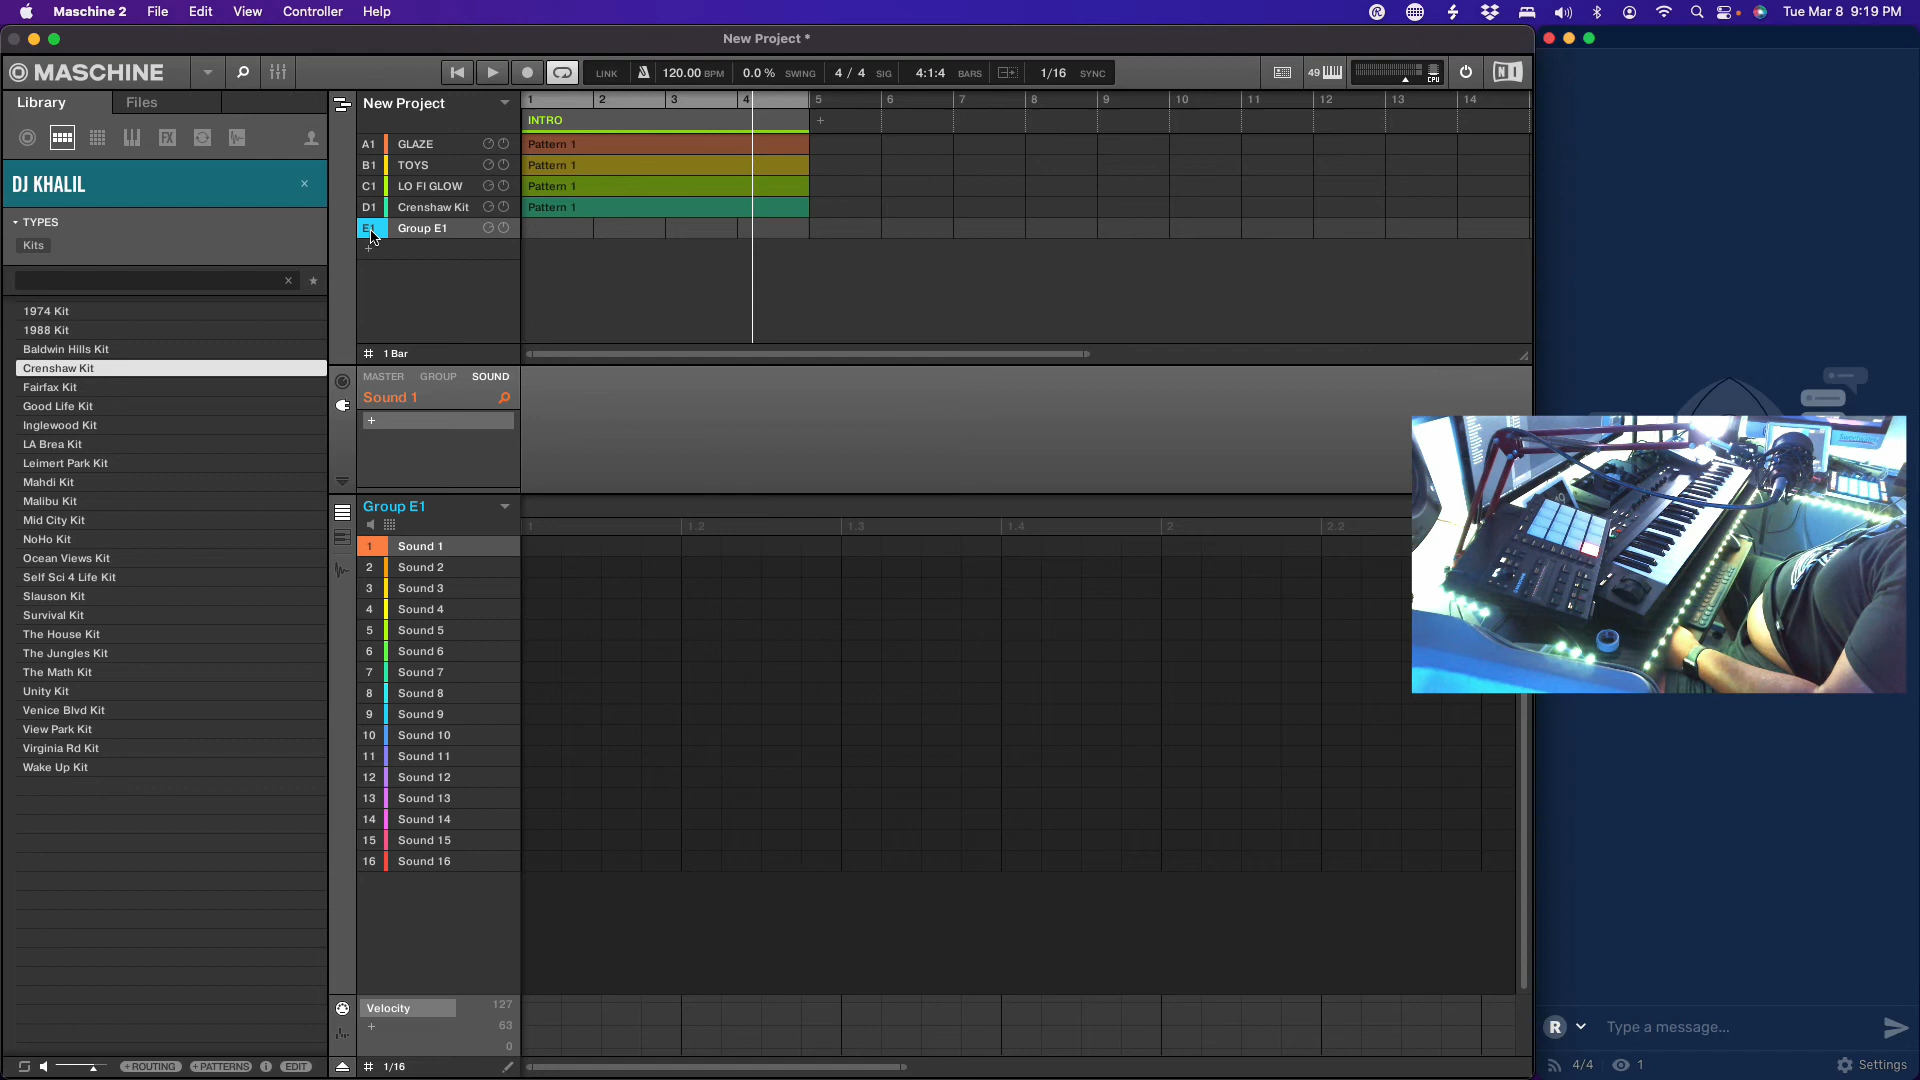 Maschine 2 File Edit View Controller Help
Tue Mar 8 9:19 PM
New Project *
MASCHINE
LINK 120.00 BPM 0.0 % SWING 4 / 4 SIG 4:1:4 BARS 1/16 SYNC 49 CPU
Library Files
New Project
1 2 3 4 5 6 7 8 9 10 11 12 13 14
INTRO +
A1 GLAZE Pattern 1
B1 TOYS Pattern 1
C1 LO FI GLOW Pattern 1
D1 Crenshaw Kit Pattern 1
E1 Group E1
+
1 Bar
DJ KHALIL ×
TYPES
Kits
1974 Kit
1988 Kit
Baldwin Hills Kit
Crenshaw Kit
Fairfax Kit
Good Life Kit
Inglewood Kit
LA Brea Kit
Leimert Park Kit
Mahdi Kit
Malibu Kit
Mid City Kit
NoHo Kit
Ocean Views Kit
Self Sci 4 Life Kit
Slauson Kit
Survival Kit
The House Kit
The Jungles Kit
The Math Kit
Unity Kit
Venice Blvd Kit
View Park Kit
Virginia Rd Kit
Wake Up Kit
MASTER GROUP SOUND
Sound 1
+
Group E1
1 1.2 1.3 1.4 2 2.2
1 Sound 1
2 Sound 2
3 Sound 3
4 Sound 4
5 Sound 5
6 Sound 6
7 Sound 7
8 Sound 8
9 Sound 9
10 Sound 10
11 Sound 11
12 Sound 12
13 Sound 13
14 Sound 14
15 Sound 15
16 Sound 16
Velocity 127
+ 63
0
+ROUTING +PATTERNS i EDIT
1/16
R Type a message...
4/4 1 Settings